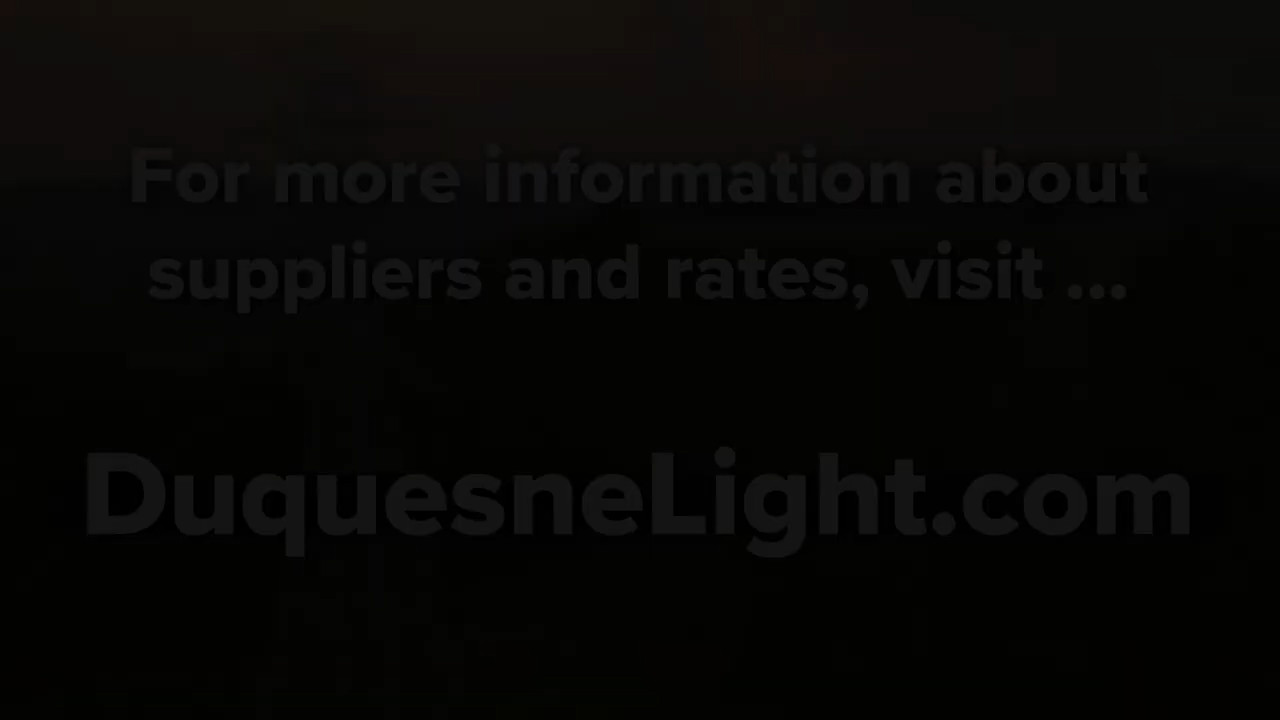 For more information about
suppliers and rates, visit ...
DuquesneLight.com